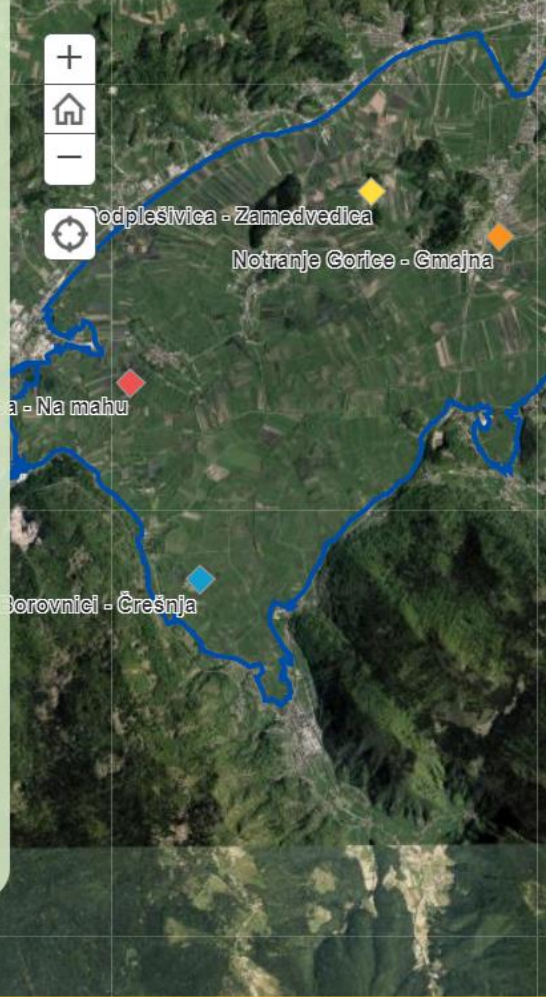 Podplešivica - Zamedvedica
Notranje Gorice - Gmajna
a - Na mahu
Borovnici - Črešnja